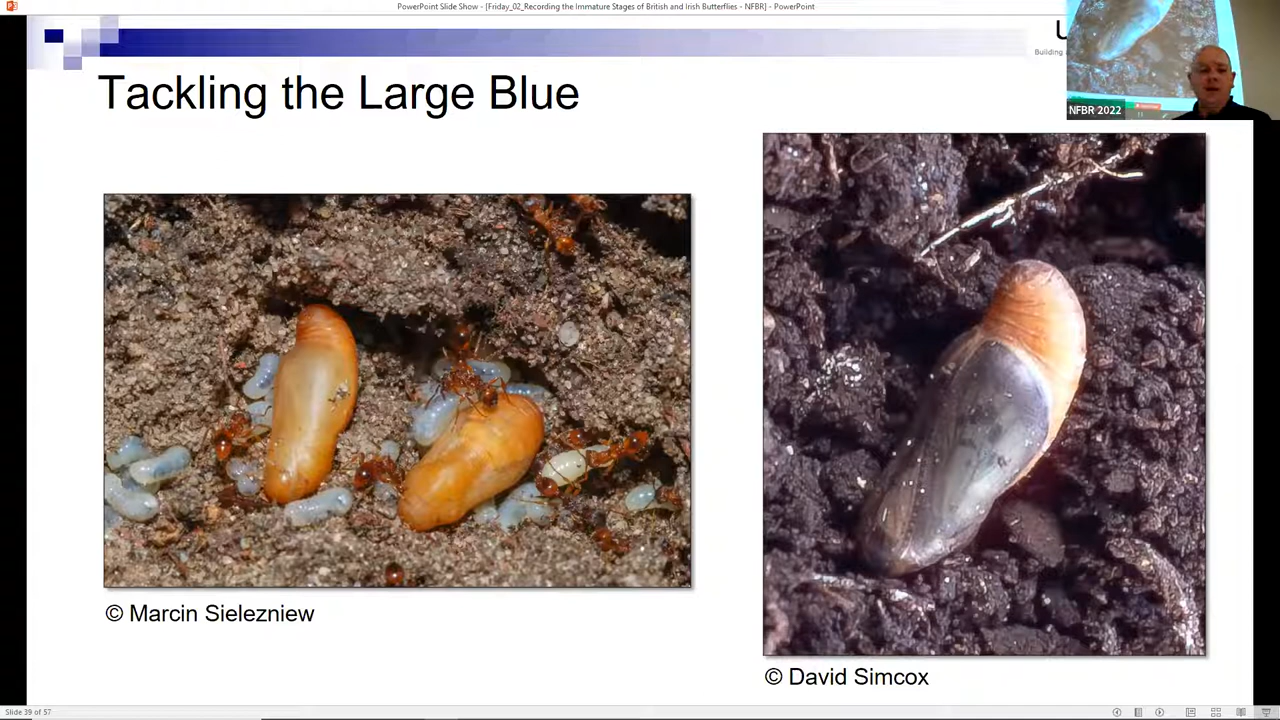 PowerPoint Slide Show - [Friday_02_Recording the Immature Stages of British and Irish Butterflies - NFBR] - PowerPoint
Building
NFBR 2022
Tackling the Large Blue
© Marcin Sielezniew
© David Simcox
Slide 39 of 57